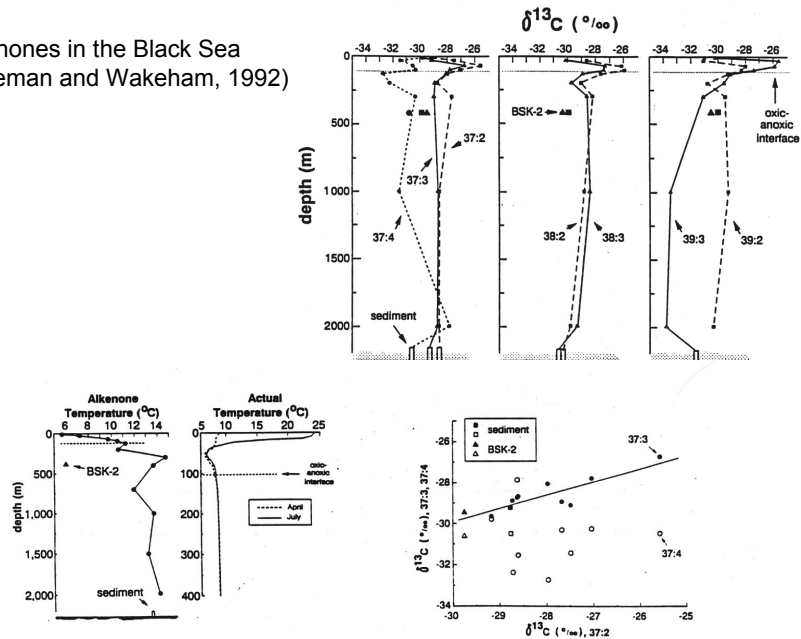 nones in the Black Sea
eman and Wakeham, 1992)
δ¹³C (°/oo)
-34 -32 -30 -28 -26
-34 -32 -30 -28 -26
-34 -32 -30 -28 -26
depth (m)
0
500
1000
1500
2000
37:2
37:3
37:4
sediment
BSK-2
38:2
38:3
oxic-
anoxic
interface
39:3
39:2
Alkenone
Temperature (°C)
6 8 10 12 14
depth (m)
0
500
1,000
1,500
2,000
BSK-2
sediment
Actual
Temperature (°C)
5 10 15 20 25
0
100
200
300
400
oxic-
anoxic
interface
April
July
δ¹³C (°/oo), 37:3, 37:4
-26
-28
-30
-32
-34
sediment
BSK-2
37:3
37:4
-30 -29 -28 -27 -26 -25
δ¹³C (°/oo), 37:2